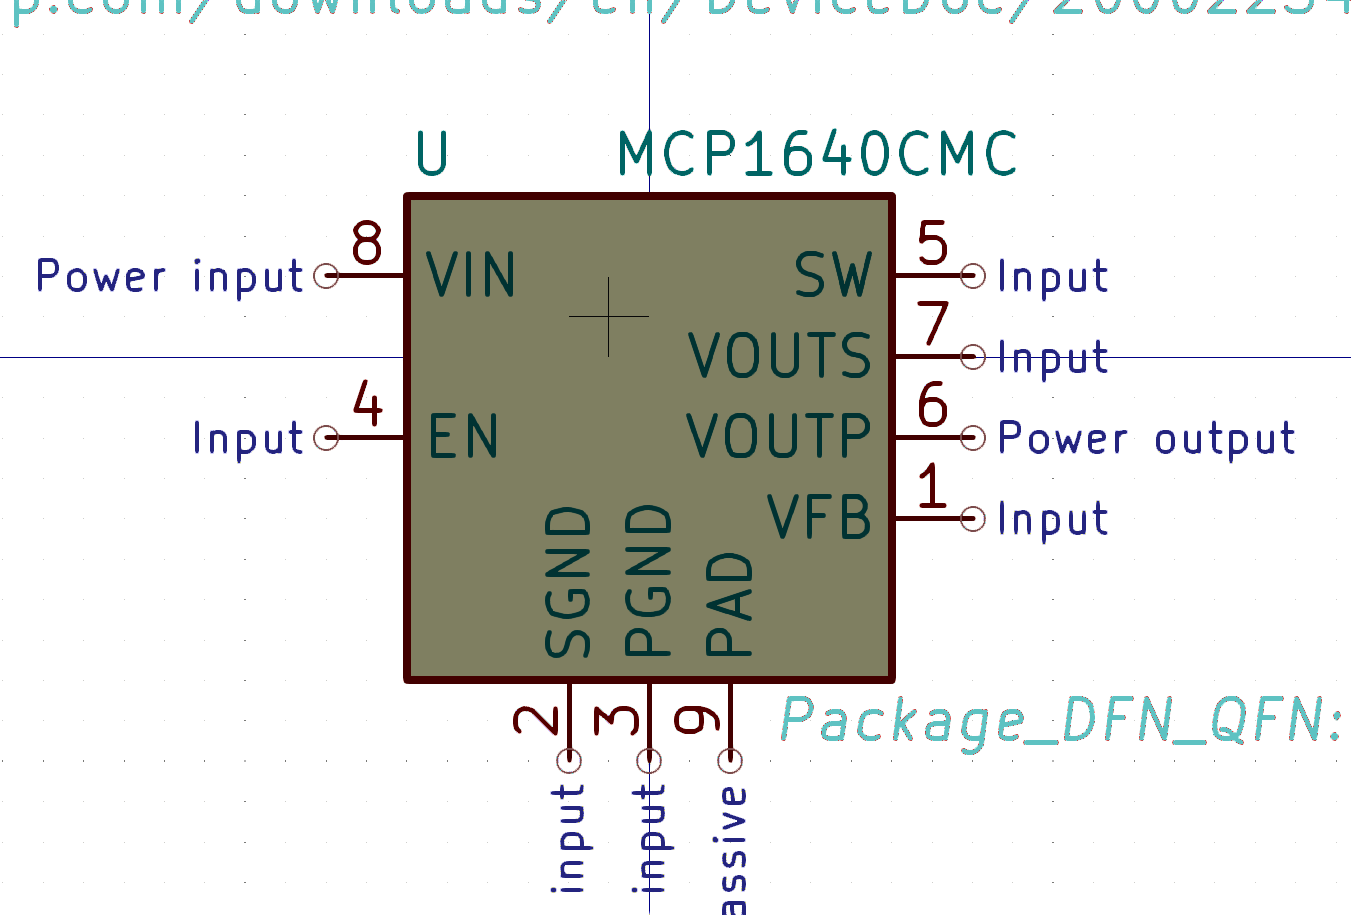 p.com/downloads/en/DeviceDoc/20002234
U MCP1640CMC
8 5
Power input VIN SW Input
7
VOUTS Input
4 6
Input EN VOUTP Power output
1
VFB Input
SGND PGND PAD
2 3 9
Package_DFN_QFN:
input input assive